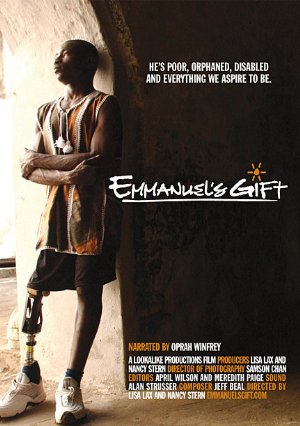 HE'S POOR, ORPHANED, DISABLED
AND EVERYTHING WE ASPIRE TO BE.
EMMANUEL'S GIFT
NARRATED BY OPRAH WINFREY
A LOOKALIKE PRODUCTIONS FILM PRODUCERS LISA LAX AND
NANCY STERN DIRECTOR OF PHOTOGRAPHY SAMSON CHAN
EDITORS APRIL WILSON AND MEREDITH PAIGE SOUND
ALAN STRUSSER COMPOSER JEFF BEAL DIRECTED BY
LISA LAX AND NANCY STERN EMMANUELSGIFT.COM